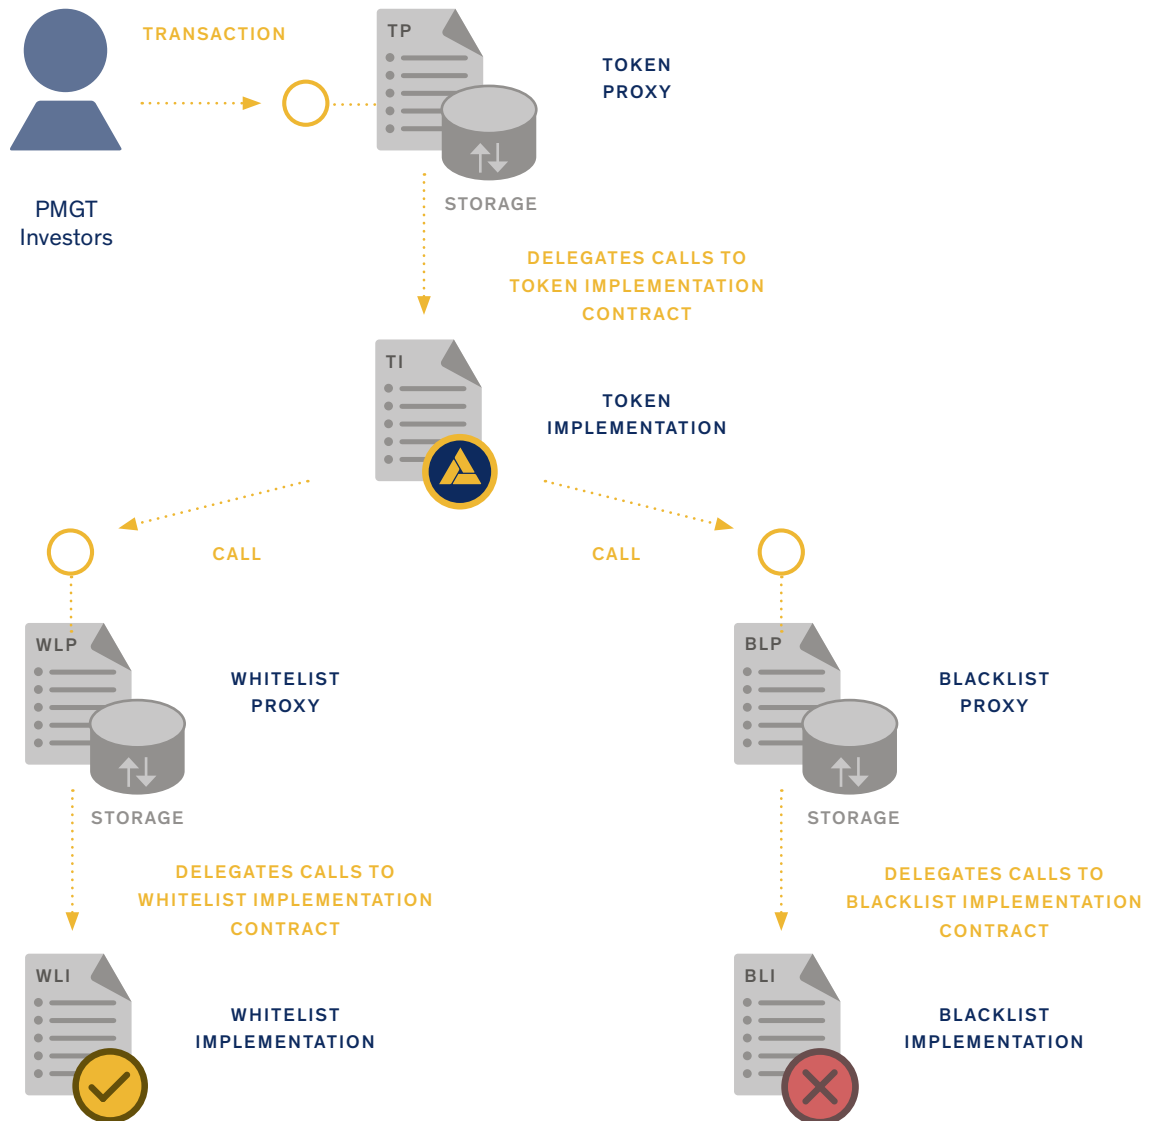 TRANSACTION
TP
TOKEN
PROXY
STORAGE
PMGT
Investors
DELEGATES CALLS TO
TOKEN IMPLEMENTATION
CONTRACT
TI
TOKEN
IMPLEMENTATION
CALL
CALL
WLP
WHITELIST
PROXY
STORAGE
BLP
BLACKLIST
PROXY
STORAGE
DELEGATES CALLS TO
WHITELIST IMPLEMENTATION
CONTRACT
DELEGATES CALLS TO
BLACKLIST IMPLEMENTATION
CONTRACT
WLI
WHITELIST
IMPLEMENTATION
BLI
BLACKLIST
IMPLEMENTATION